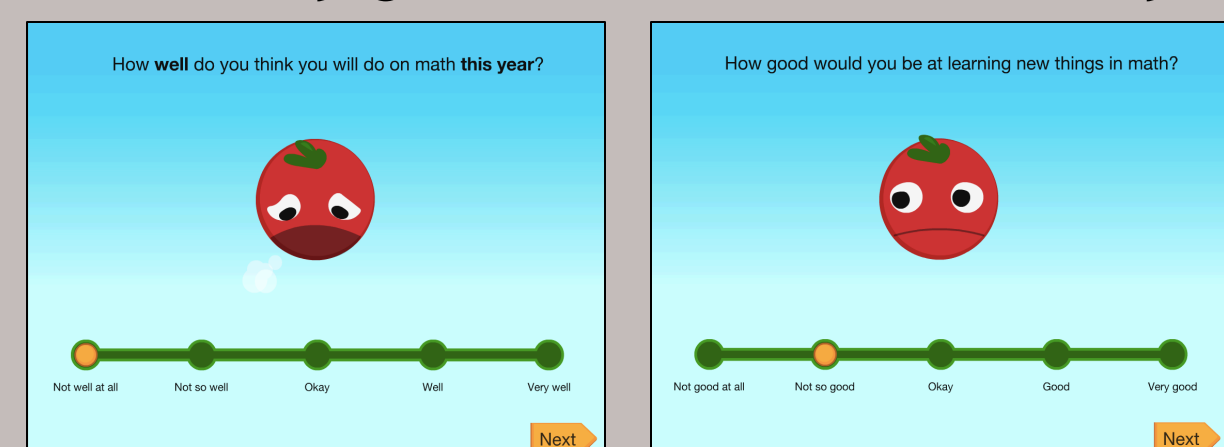 How well do you think you will do on math this year?
Not well at all
Not so well
Okay
Well
Very well
Next
How good would you be at learning new things in math?
Not good at all
Not so good
Okay
Good
Very good
Next